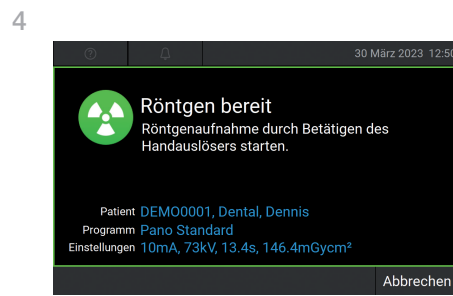 4
30 März 2023 12:50
Röntgen bereit
Röntgenaufnahme durch Betätigen des
Handauslösers starten.
Patient DEMO0001, Dental, Dennis
Programm Pano Standard
Einstellungen 10mA, 73kV, 13.4s, 146.4mGycm²
Abbrechen